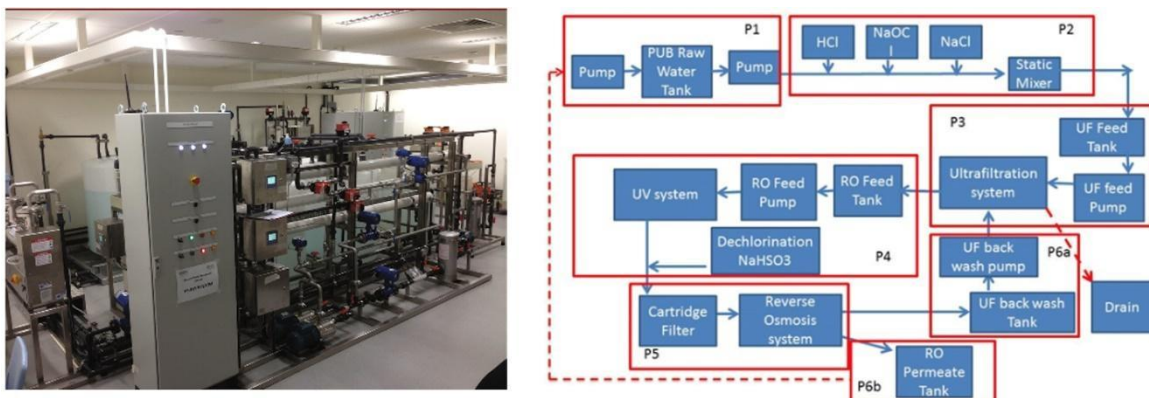 P1
Pump
PUB Raw
Water
Tank
Pump
P2
HCl
NaOC
l
NaCl
Static
Mixer
P3
UF Feed
Tank
Ultrafiltration
system
UF feed
Pump
UV system
RO Feed
Pump
RO Feed
Tank
Dechlorination
NaHSO3
P4
UF back
wash pump
P6a
UF back wash
Tank
Drain
Cartridge
Filter
Reverse
Osmosis
system
P5
RO
Permeate
Tank
P6b